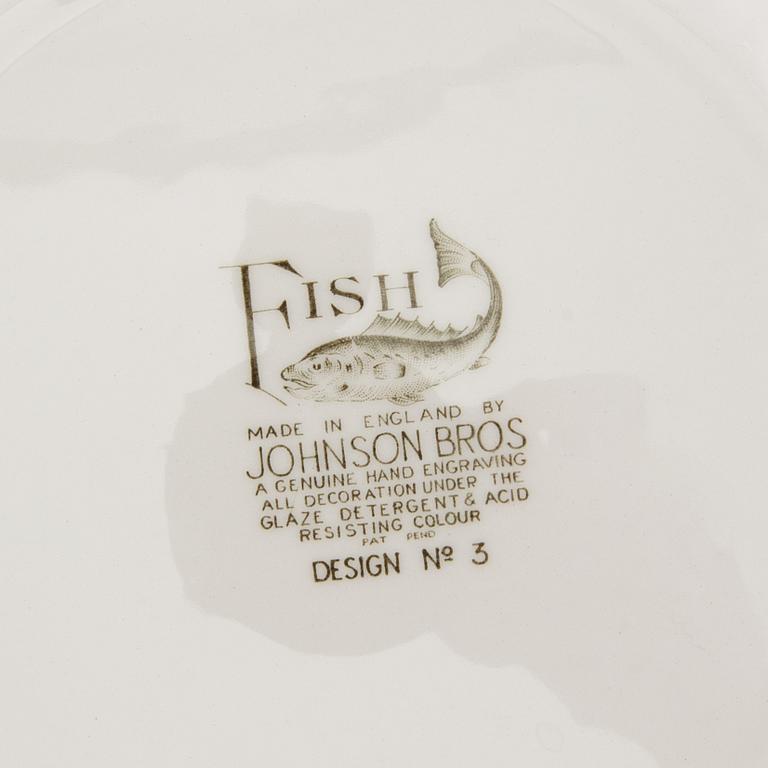 FISH
MADE IN ENGLAND BY
JOHNSON BROS
A GENUINE HAND ENGRAVING
ALL DECORATION UNDER THE
GLAZE DETERGENT & ACID
RESISTING COLOUR
PAT PEND
DESIGN Nº 3